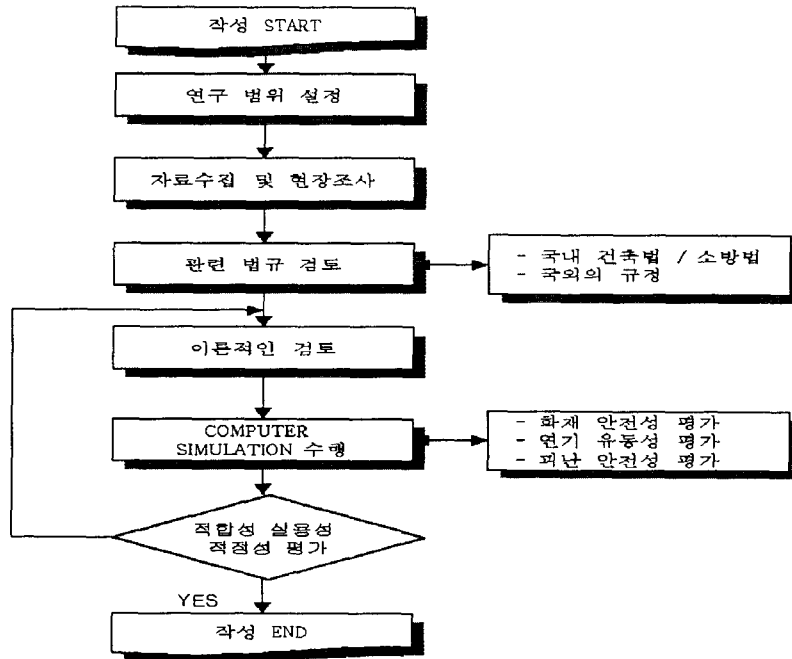 작성 START
연구 범위 설정
자료수집 및 현장조사
관련 법규 검토
- 국내 건축법 / 소방법
- 국외의 규정
이론적인 검토
COMPUTER
SIMULATION 수행
- 화재 안전성 평가
- 연기 유동성 평가
- 피난 안전성 평가
적합성 실용성
적절성 평가
YES
작성 END